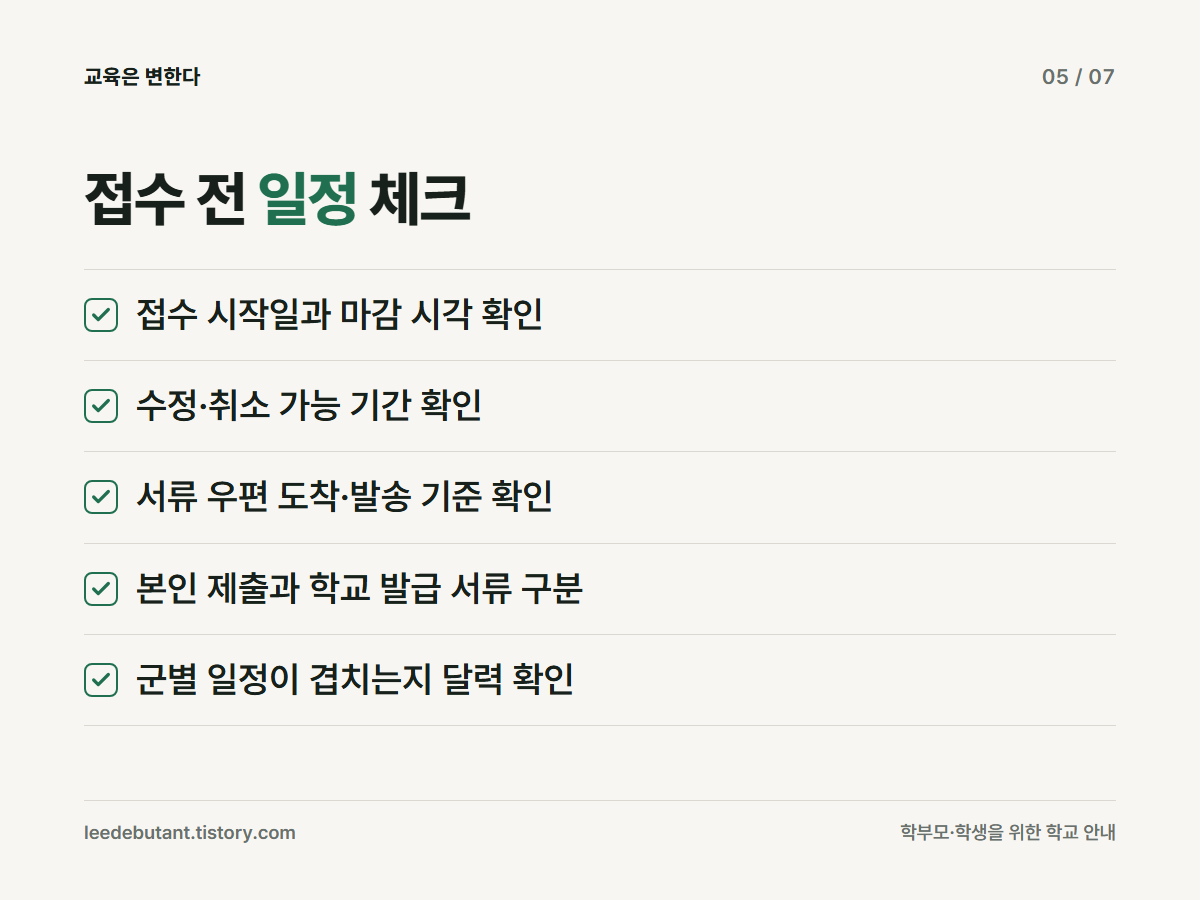 교육은 변한다
05 / 07
접수 전 일정 체크
접수 시작일과 마감 시각 확인
수정·취소 가능 기간 확인
서류 우편 도착·발송 기준 확인
본인 제출과 학교 발급 서류 구분
군별 일정이 겹치는지 달력 확인
leedebutant.tistory.com
학부모·학생을 위한 학교 안내